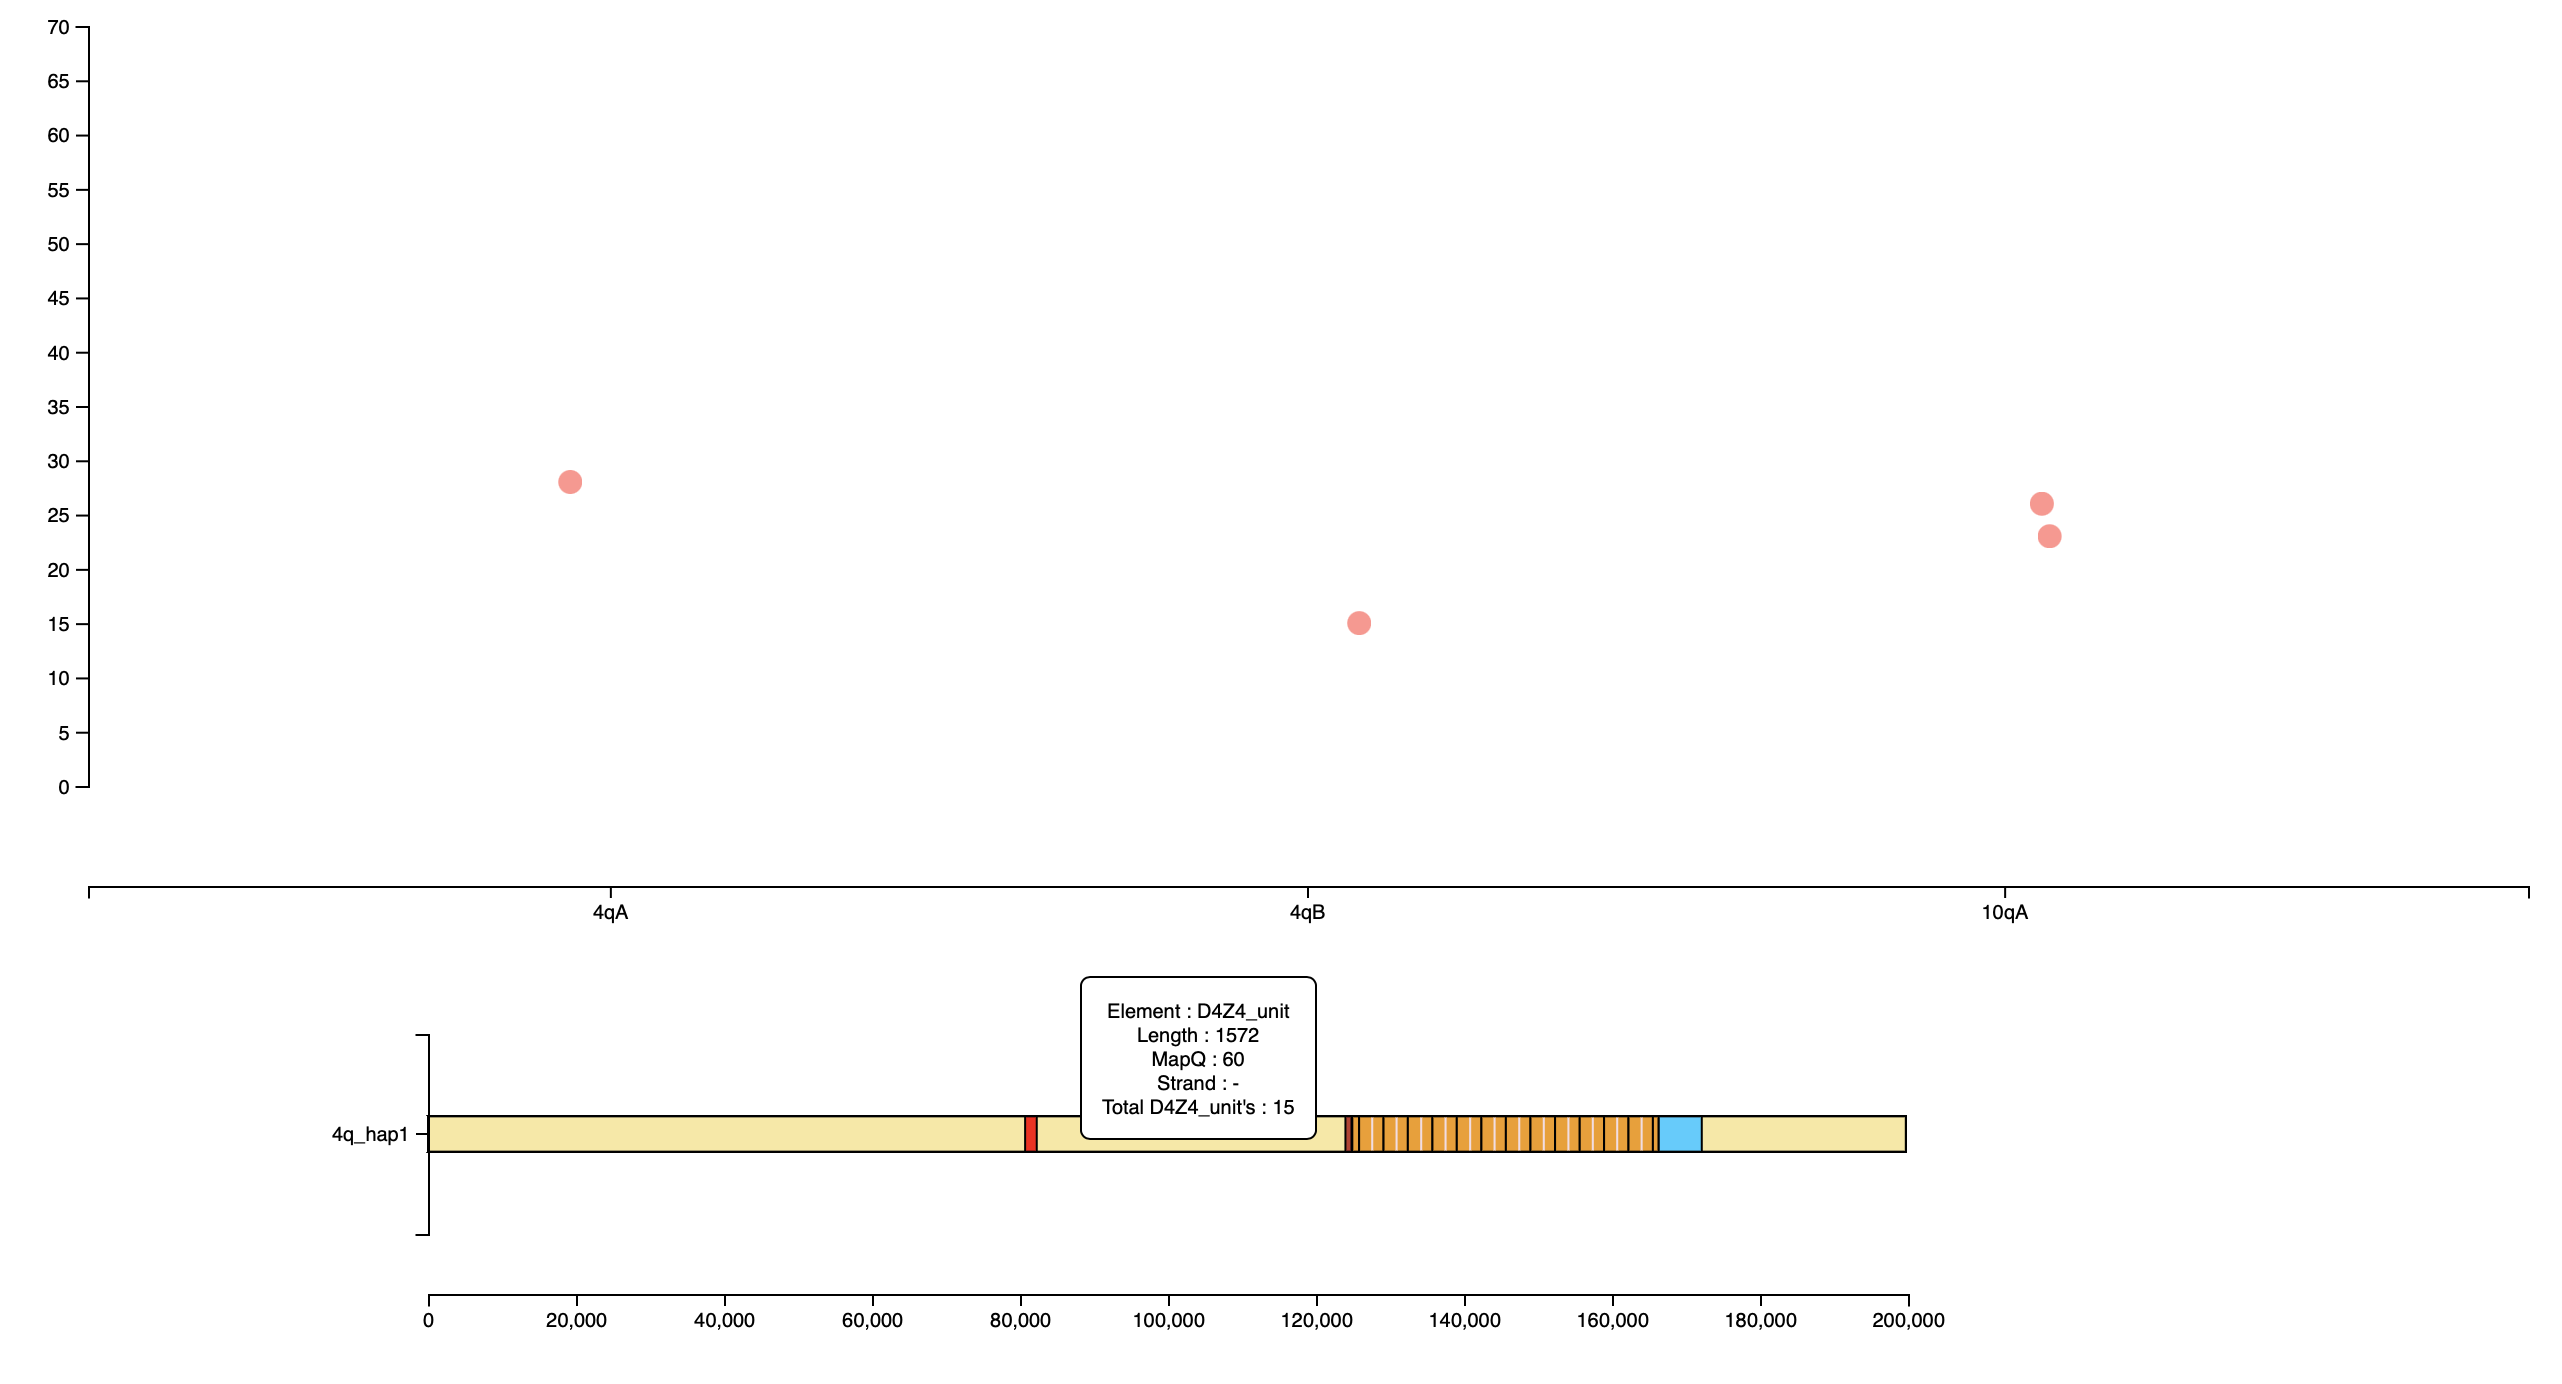 70
65
60
55
50
45
40
35
30
25
20
15
10
5
0
4qA 4qB 10qA
Element : D4Z4_unit
Length : 1572
MapQ : 60
Strand : -
Total D4Z4_unit's : 15
4q_hap1
0 20,000 40,000 60,000 80,000 100,000 120,000 140,000 160,000 180,000 200,000